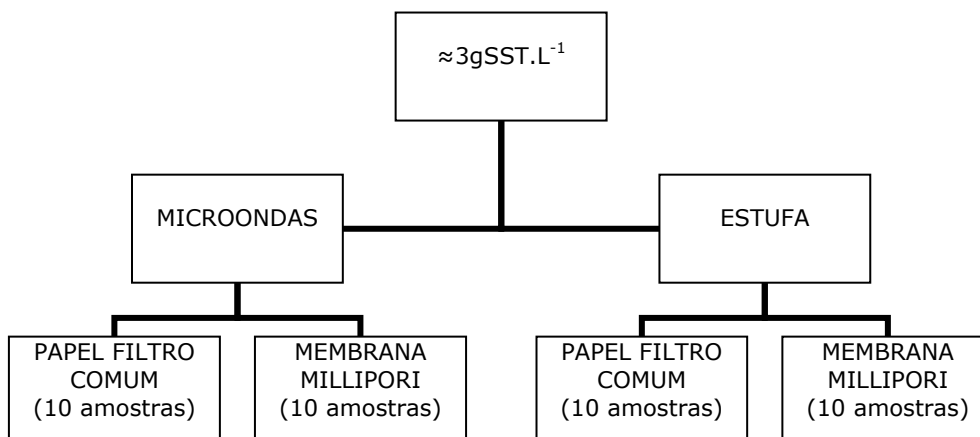 ≈3gSST.L⁻¹
MICROONDAS
ESTUFA
PAPEL FILTRO
COMUM
(10 amostras)
MEMBRANA
MILLIPORI
(10 amostras)
PAPEL FILTRO
COMUM
(10 amostras)
MEMBRANA
MILLIPORI
(10 amostras)